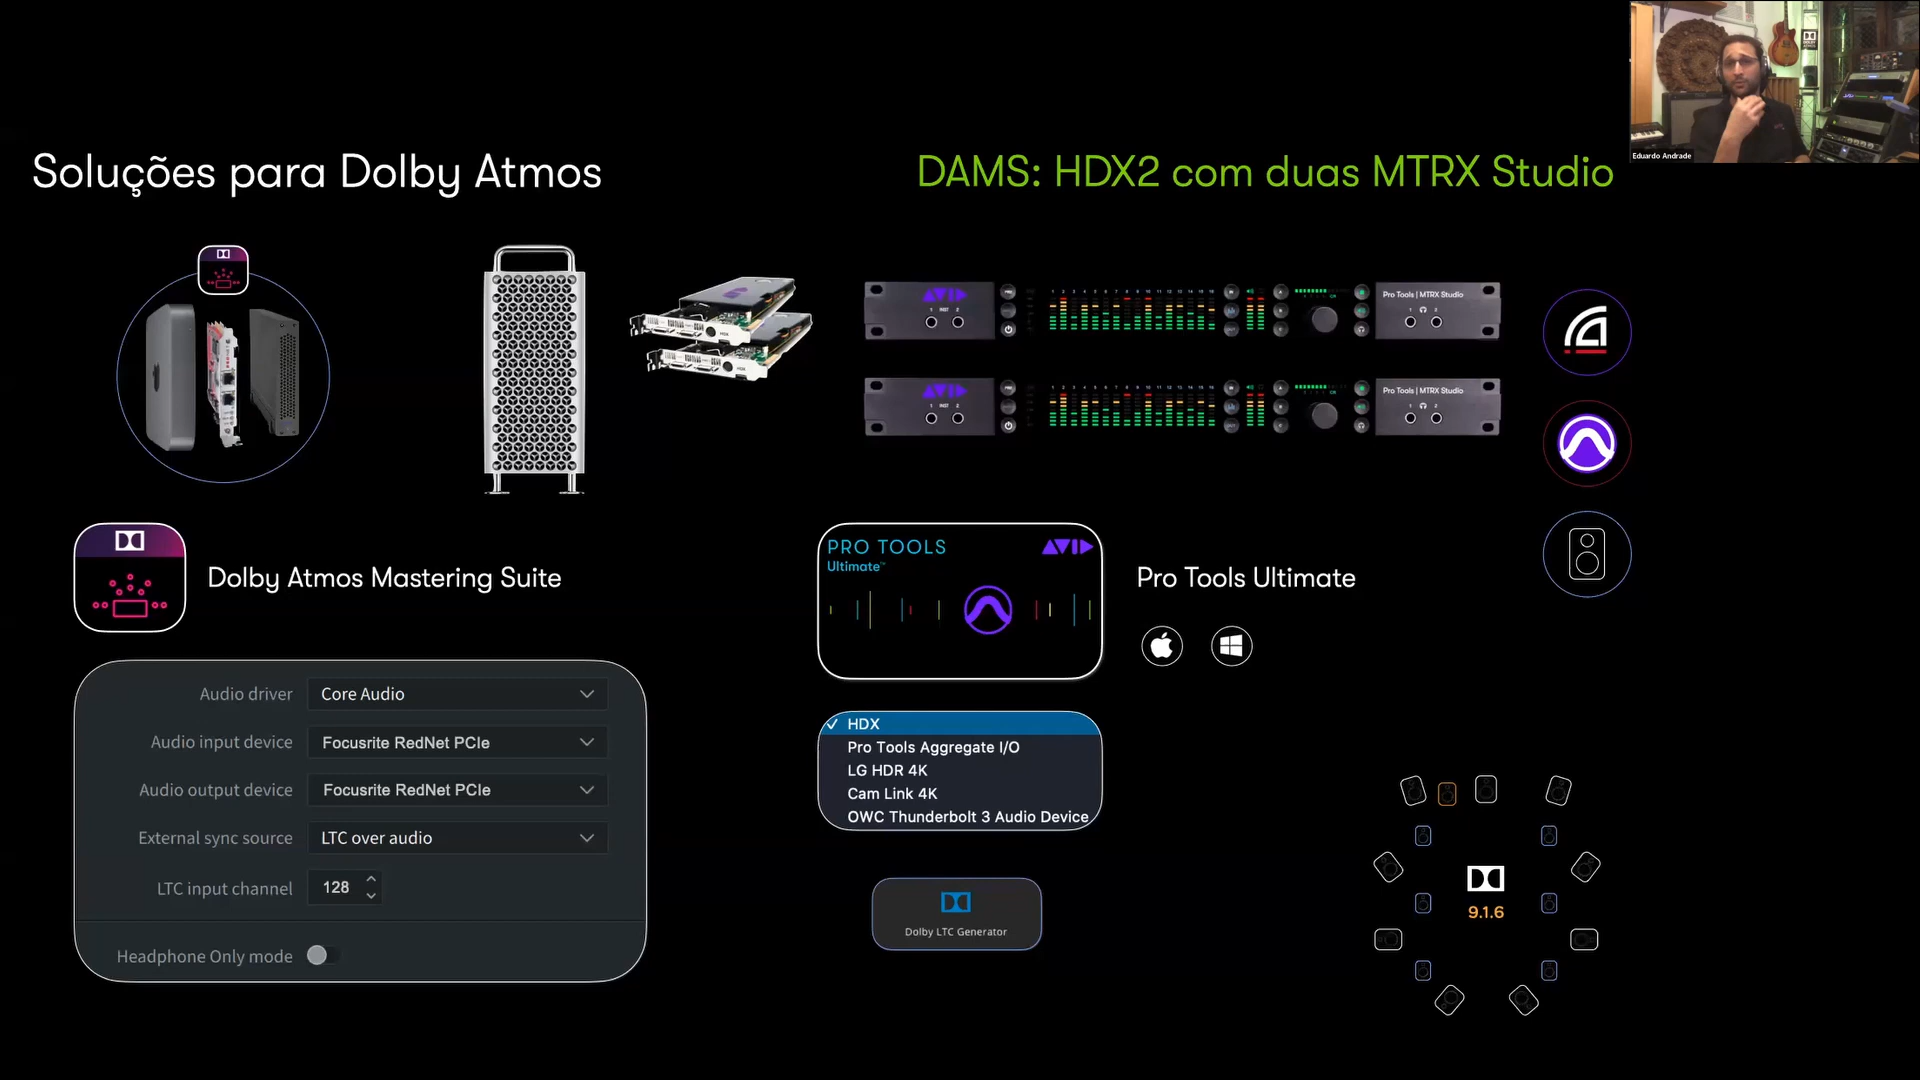 Eduardo Andrade
Soluções para Dolby Atmos
DAMS: HDX2 com duas MTRX Studio
AVID
Pro Tools | MTRX Studio
AVID
Pro Tools | MTRX Studio
Dolby Atmos Mastering Suite
PRO TOOLS
Ultimate™
AVID
Pro Tools Ultimate
Audio driver Core Audio
Audio input device Focusrite RedNet PCIe
Audio output device Focusrite RedNet PCIe
External sync source LTC over audio
LTC input channel 128
Headphone Only mode
HDX
Pro Tools Aggregate I/O
LG HDR 4K
Cam Link 4K
OWC Thunderbolt 3 Audio Device
Dolby LTC Generator
9.1.6